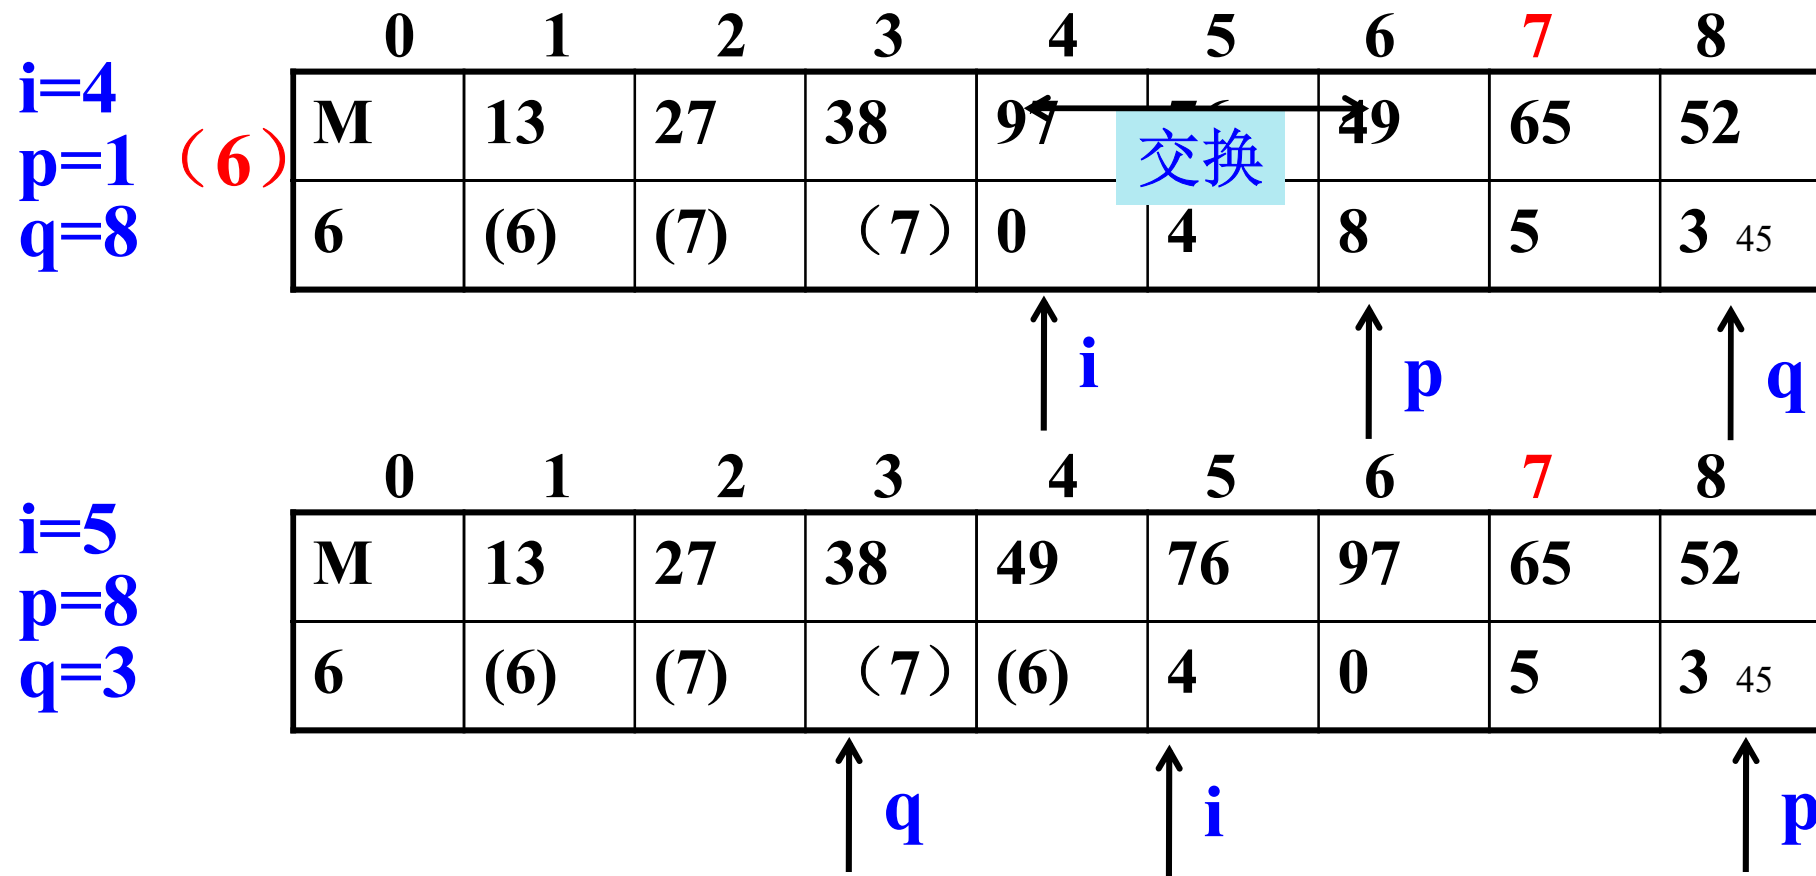 0 1 2 3 4 5 6 7 8
i=4
p=1 （6）
q=8
M 13 27 38 97 49 65 52
交换
6 (6) (7) （7） 0 4 8 5 3 45
i p q
0 1 2 3 4 5 6 7 8
i=5
p=8
q=3
M 13 27 38 49 76 97 65 52
6 (6) (7) （7） (6) 4 0 5 3 45
q i p